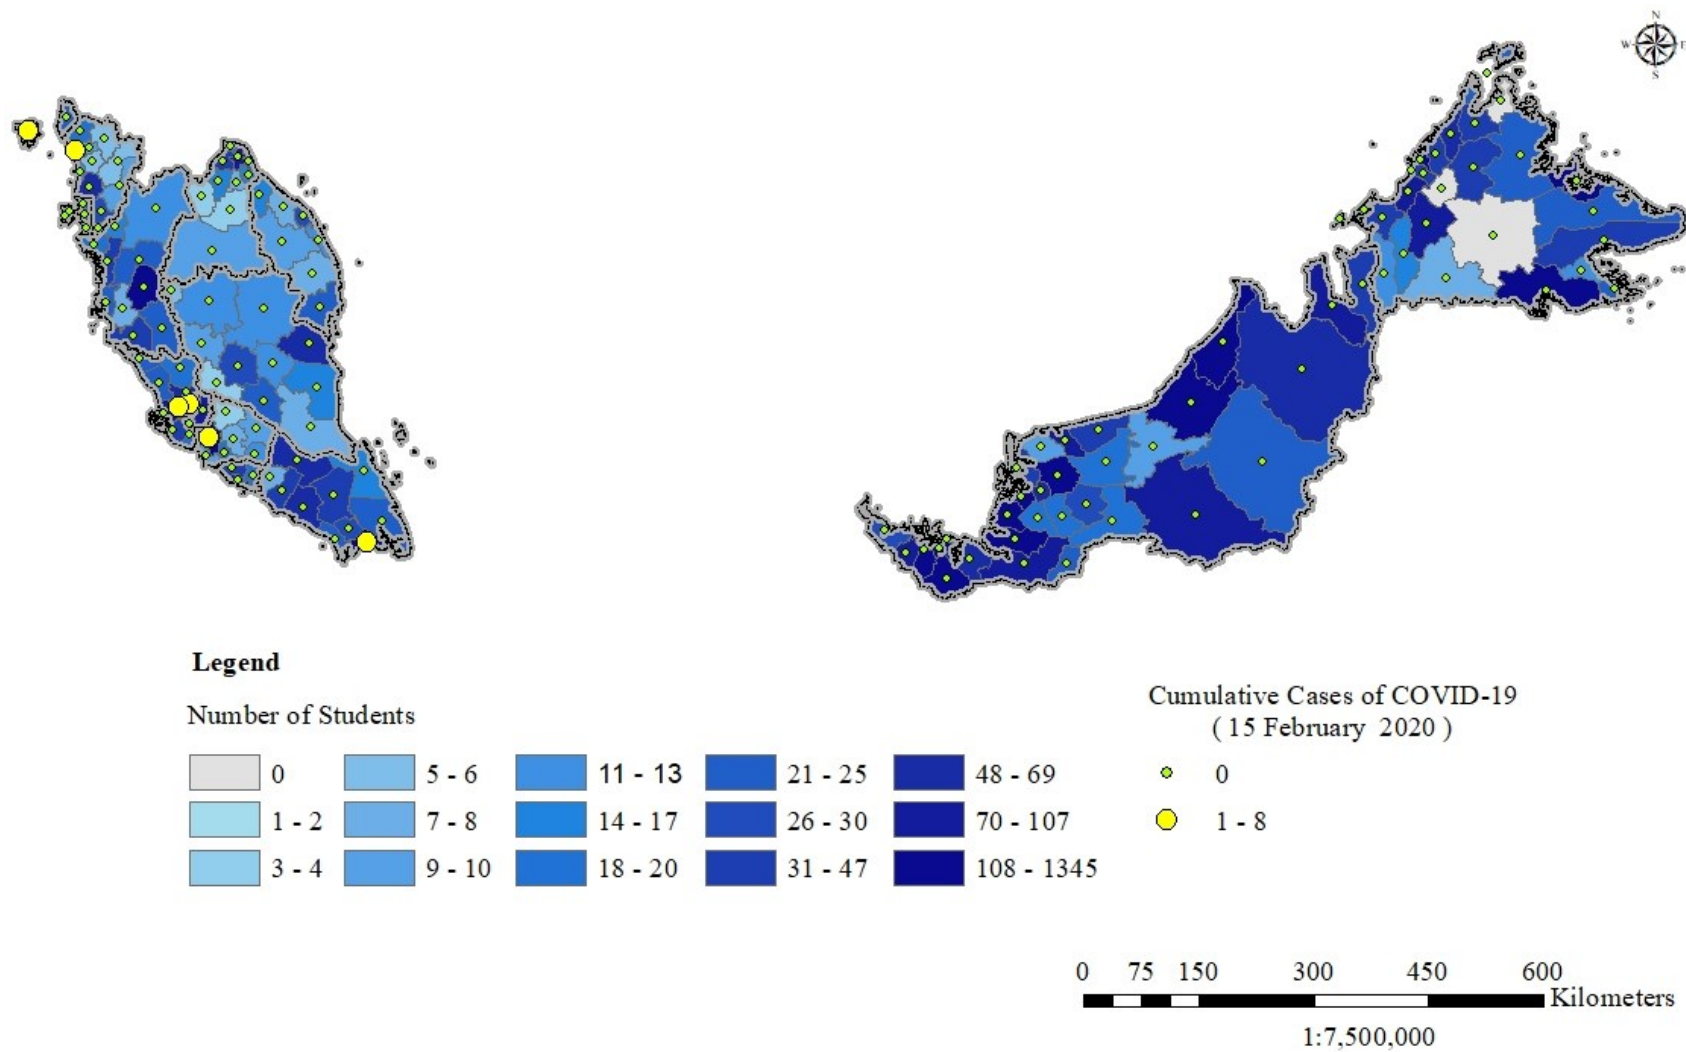 N
W E
S
Legend
Number of Students
0
5 - 6
11 - 13
21 - 25
48 - 69
1 - 2
7 - 8
14 - 17
26 - 30
70 - 107
3 - 4
9 - 10
18 - 20
31 - 47
108 - 1345
Cumulative Cases of COVID-19
( 15 February 2020 )
0
1 - 8
0 75 150 300 450 600
Kilometers
1:7,500,000